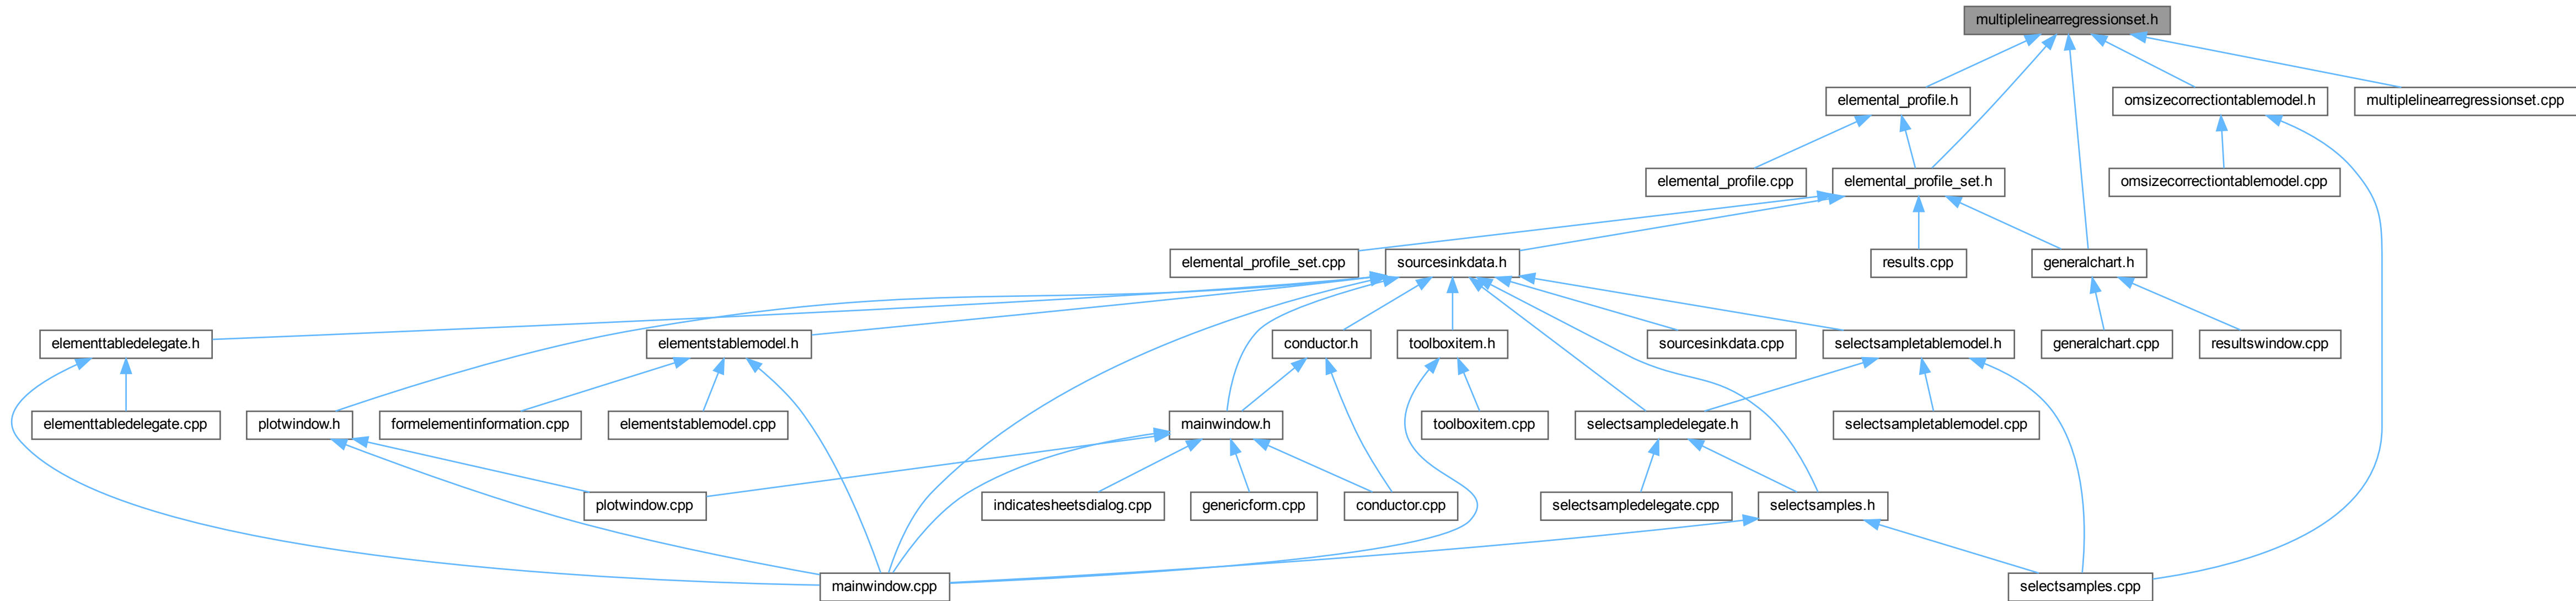 multiplelinearregressionset.h
elemental_profile.h
omsizecorrectiontablemodel.h
multiplelinearregressionset.cpp
elemental_profile.cpp
elemental_profile_set.h
omsizecorrectiontablemodel.cpp
elemental_profile_set.cpp
sourcesinkdata.h
results.cpp
generalchart.h
elementtabledelegate.h
elementstablemodel.h
conductor.h
toolboxitem.h
sourcesinkdata.cpp
selectsampletablemodel.h
generalchart.cpp
resultswindow.cpp
elementtabledelegate.cpp
plotwindow.h
formelementinformation.cpp
elementstablemodel.cpp
mainwindow.h
toolboxitem.cpp
selectsampledelegate.h
selectsampletablemodel.cpp
plotwindow.cpp
indicatesheetsdialog.cpp
genericform.cpp
conductor.cpp
selectsampledelegate.cpp
selectsamples.h
mainwindow.cpp
selectsamples.cpp